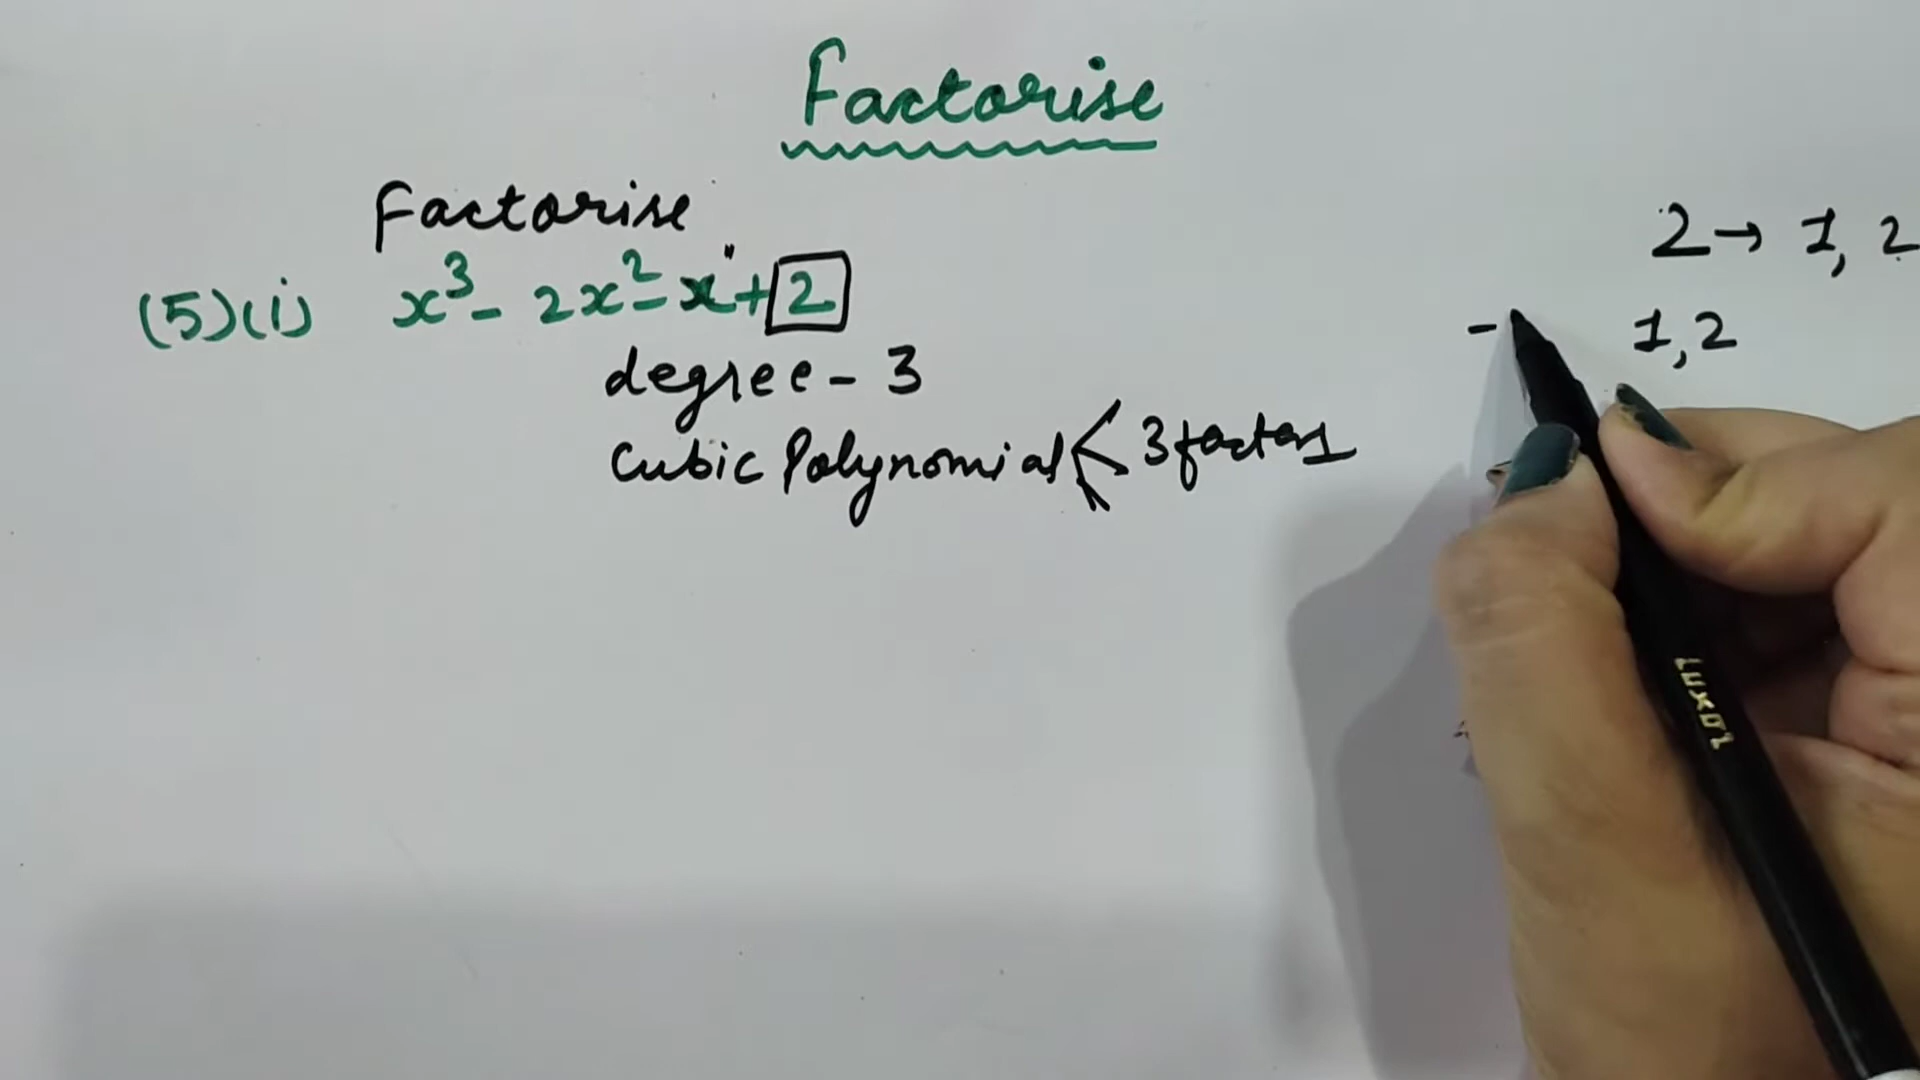 Factorise
Factorise
(5)(i) x³ - 2x² - x + 2
degree - 3
Cubic Polynomial < 3 factors
2 → 1, 2
- 1, 2
LUXOR